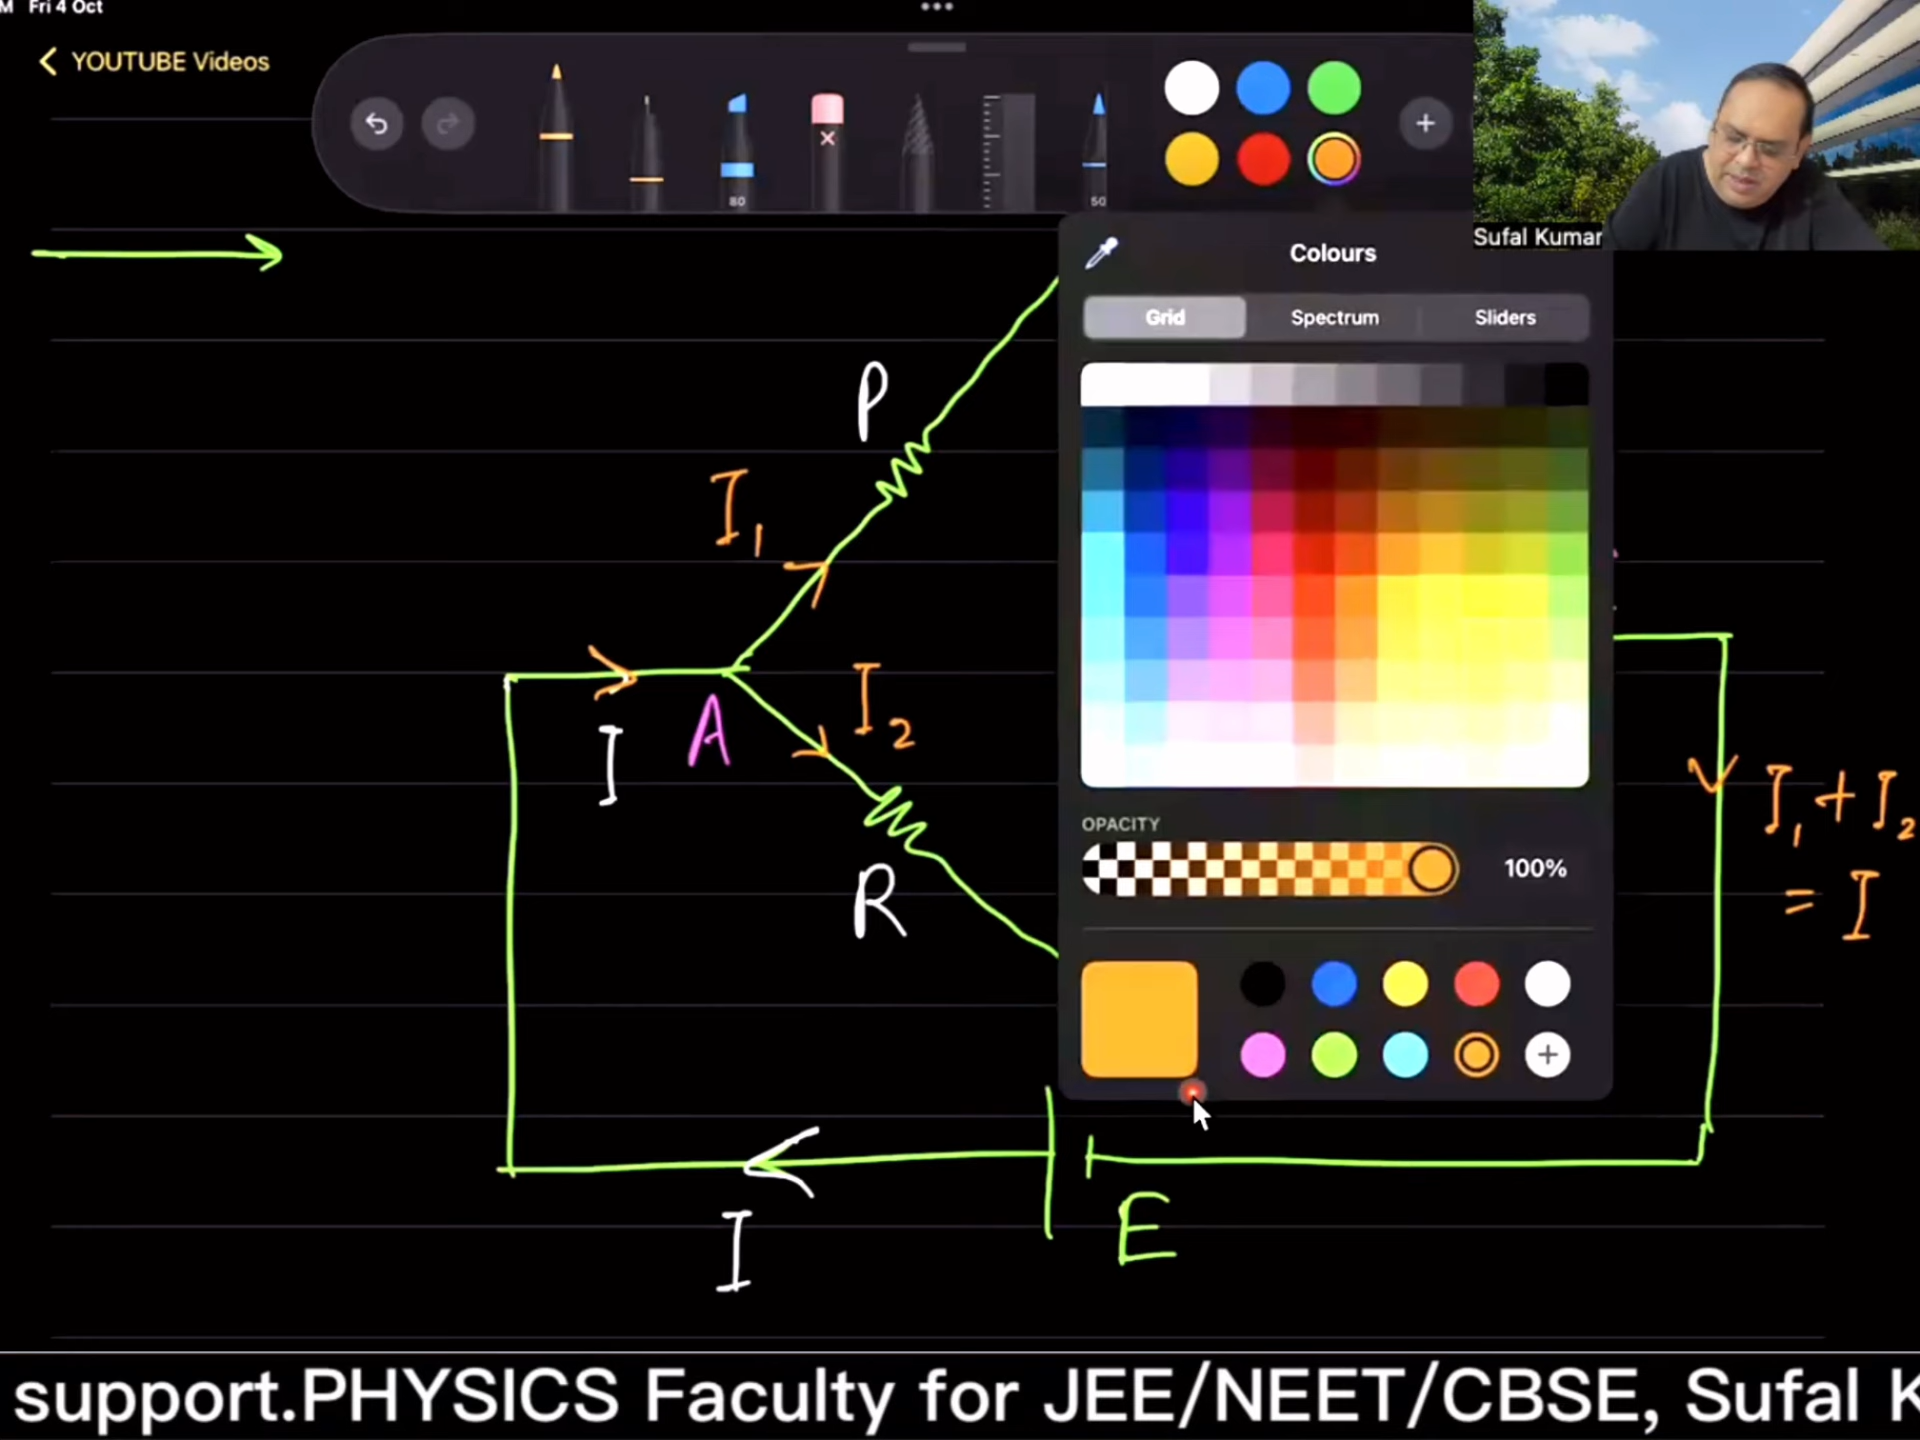 M Fri 4 Oct
YOUTUBE Videos
80
50
Sufal Kumar
Colours
Grid Spectrum Sliders
P
I₁
I₂
A
I
R
OPACITY
100%
I₁ + I₂
= I
I
E
support.PHYSICS Faculty for JEE/NEET/CBSE, Sufal K